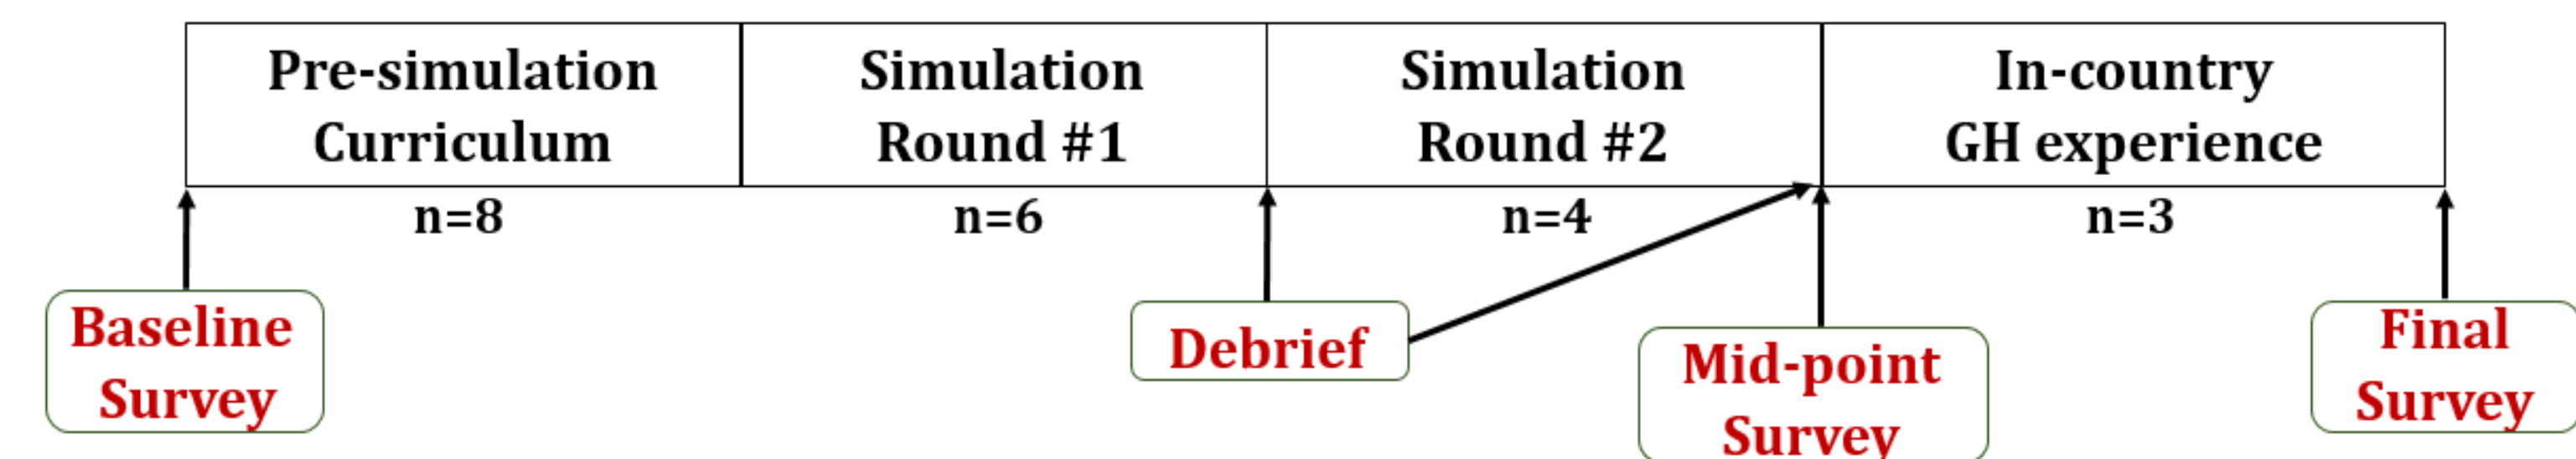 Pre-simulation
Curriculum
Simulation
Round #1
Simulation
Round #2
In-country
GH experience
n=8
n=6
n=4
n=3
Baseline
Survey
Debrief
Mid-point
Survey
Final
Survey